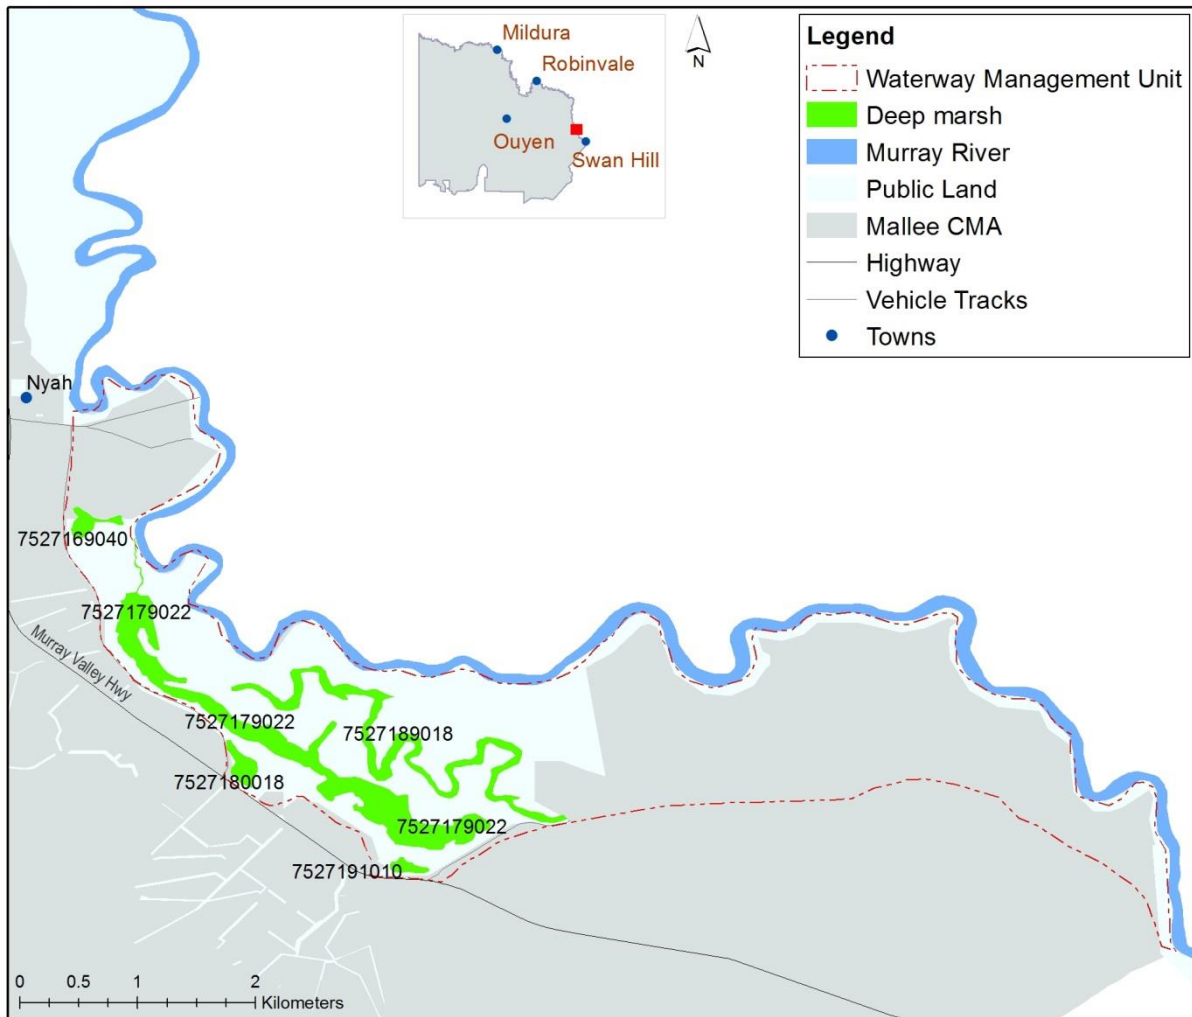 Mildura
Robinvale
Ouyen
Swan Hill
N
Legend
Waterway Management Unit
Deep marsh
Murray River
Public Land
Mallee CMA
Highway
Vehicle Tracks
Towns
Nyah
7527169040
7527179022
Murray Valley Hwy
7527179022
7527189018
7527180018
7527179022
7527191010
0 0.5 1 2
Kilometers